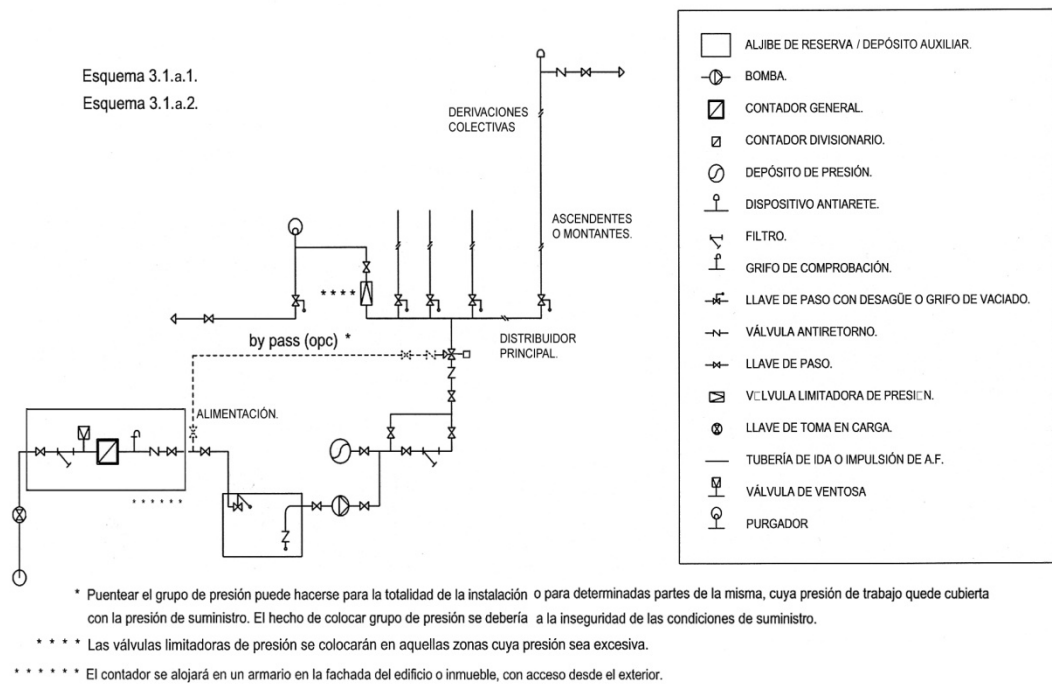 Esquema 3.1.a.1.
Esquema 3.1.a.2.
DERIVACIONES
COLECTIVAS
ASCENDENTES
O MONTANTES.
* * * *
DISTRIBUIDOR
PRINCIPAL.
by pass (opc) *
ALIMENTACIÓN.
* * * * * *
ALJIBE DE RESERVA / DEPÓSITO AUXILIAR.
BOMBA.
CONTADOR GENERAL.
CONTADOR DIVISIONARIO.
DEPÓSITO DE PRESIÓN.
DISPOSITIVO ANTIARETE.
FILTRO.
GRIFO DE COMPROBACIÓN.
LLAVE DE PASO CON DESAGÜE O GRIFO DE VACIADO.
VÁLVULA ANTIRETORNO.
LLAVE DE PASO.
V□LVULA LIMITADORA DE PRESI□N.
LLAVE DE TOMA EN CARGA.
TUBERÍA DE IDA O IMPULSIÓN DE A.F.
VÁLVULA DE VENTOSA
PURGADOR
* Puentear el grupo de presión puede hacerse para la totalidad de la instalación o para determinadas partes de la misma, cuya presión de trabajo quede cubierta
con la presión de suministro. El hecho de colocar grupo de presión se debería a la inseguridad de las condiciones de suministro.
* * * * Las válvulas limitadoras de presión se colocarán en aquellas zonas cuya presión sea excesiva.
* * * * * * El contador se alojará en un armario en la fachada del edificio o inmueble, con acceso desde el exterior.